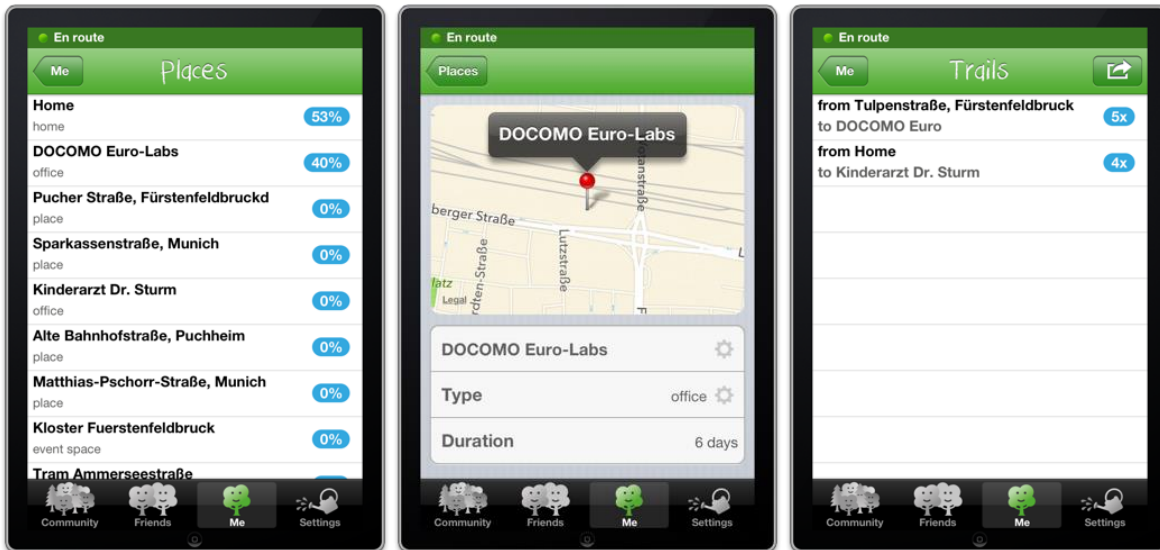 En route
Me
Places
Home
home
53%
DOCOMO Euro-Labs
office
40%
Pucher Straße, Fürstenfeldbruckd
place
0%
Sparkassenstraße, Munich
place
0%
Kinderarzt Dr. Sturm
office
0%
Alte Bahnhofstraße, Puchheim
place
0%
Matthias-Pschorr-Straße, Munich
place
0%
Kloster Fuerstenfeldbruck
event space
0%
Tram Ammerseestraße
Community
Friends
Me
Settings
En route
Places
DOCOMO Euro-Labs
berger Straße
Lutzstraße
rdten-Straße
latz
Legal
DOCOMO Euro-Labs
Type
office
Duration
6 days
Community
Friends
Me
Settings
En route
Me
Trails
from Tulpenstraße, Fürstenfeldbruck
to DOCOMO Euro
5x
from Home
to Kinderarzt Dr. Sturm
4x
Community
Friends
Me
Settings